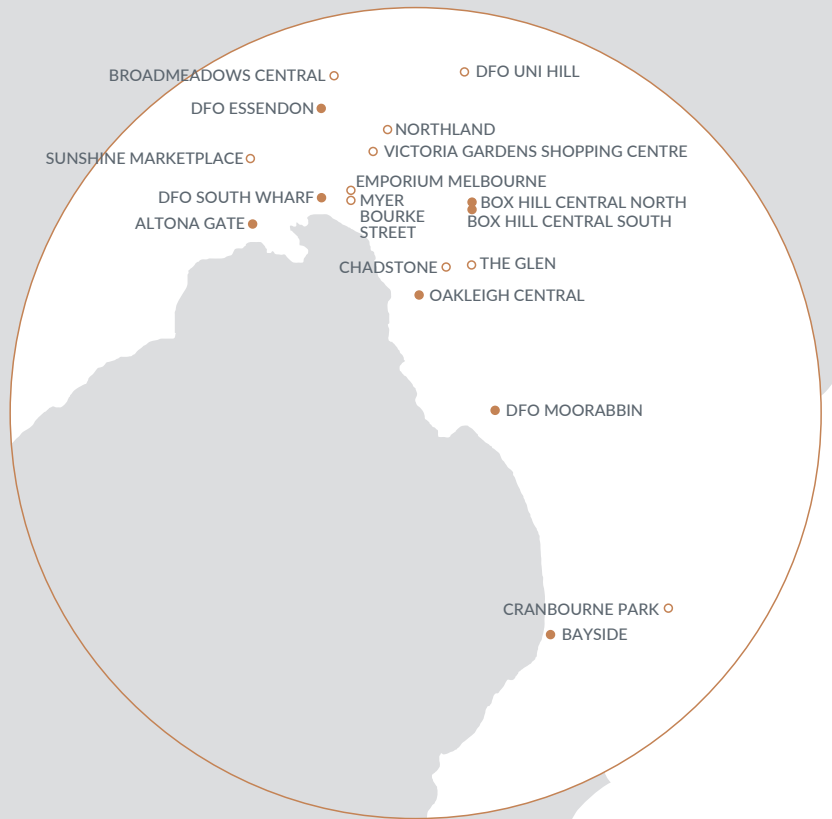 DFO UNI HILL
BROADMEADOWS CENTRAL
DFO ESSENDON
NORTHLAND
VICTORIA GARDENS SHOPPING CENTRE
SUNSHINE MARKETPLACE
EMPORIUM MELBOURNE
DFO SOUTH WHARF
MYER
BOURKE
STREET
BOX HILL CENTRAL NORTH
BOX HILL CENTRAL SOUTH
ALTONA GATE
CHADSTONE
THE GLEN
OAKLEIGH CENTRAL
DFO MOORABBIN
CRANBOURNE PARK
BAYSIDE